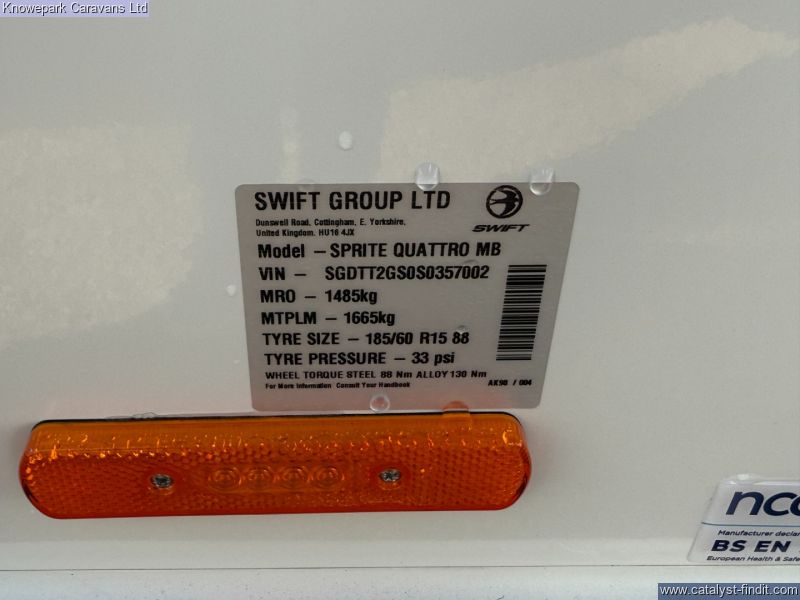 Knowepark Caravans Ltd
SWIFT GROUP LTD
Dunswell Road, Cottingham, E. Yorkshire,
United Kingdom. HU16 4JX
SWIFT
Model – SPRITE QUATTRO MB
VIN – SGDTT2GS0S0357002
MRO – 1485kg
MTPLM – 1665kg
TYRE SIZE – 185/60 R15 88
TYRE PRESSURE – 33 psi
WHEEL TORQUE STEEL 88 Nm ALLOY 130 Nm
For More Information Consult Your Handbook
AK90 / 004
ncc
Manufacturer declar
BS EN
European Health & Safe
www.catalyst-findit.com